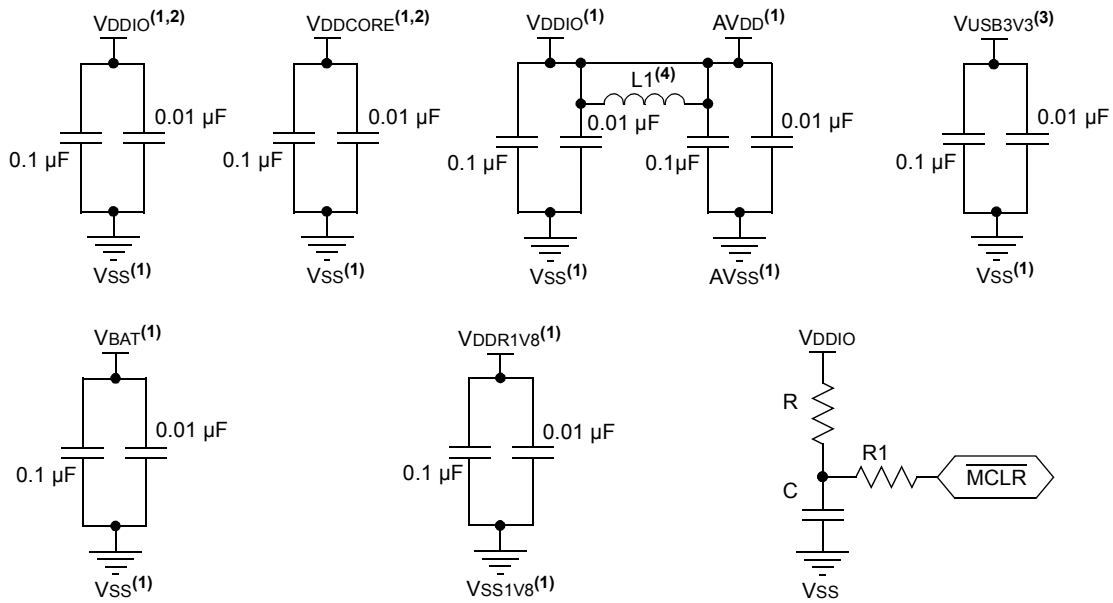 VDDIO(1,2)
0.01 µF
0.1 µF
VSS(1)
VDDCORE(1,2)
0.01 µF
0.1 µF
VSS(1)
VDDIO(1)
AVDD(1)
L1(4)
0.01 µF
0.01 µF
0.1 µF
0.1µF
VSS(1)
AVSS(1)
VUSB3V3(3)
0.01 µF
0.1 µF
VSS(1)
VBAT(1)
0.01 µF
0.1 µF
VSS(1)
VDDR1V8(1)
0.01 µF
0.1 µF
VSS1V8(1)
VDDIO
R
R1
MCLR
C
VSS